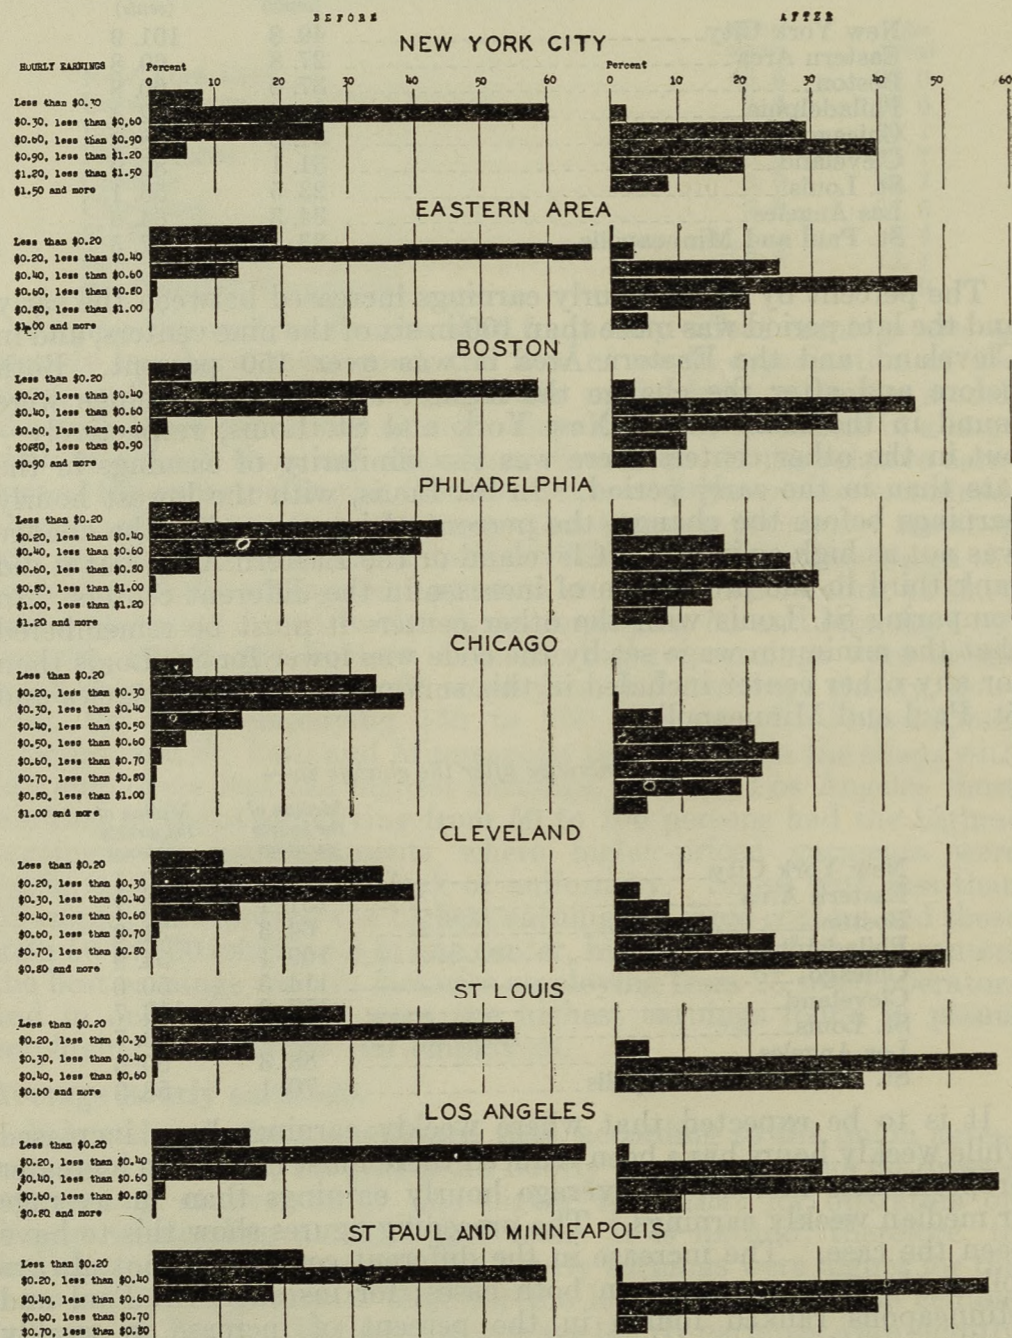 BEFORE AFTER
NEW YORK CITY
HOURLY EARNINGS Percent Percent
0 10 20 30 40 50 60 0 10 20 30 40 50 60
Less than $0.30
$0.30, less than $0.60
$0.60, less than $0.90
$0.90, less than $1.20
$1.20, less than $1.50
$1.50 and more
EASTERN AREA
Less than $0.20
$0.20, less than $0.40
$0.40, less than $0.60
$0.60, less than $0.80
$0.80, less than $1.00
$1.00 and more
BOSTON
Less than $0.20
$0.20, less than $0.40
$0.40, less than $0.60
$0.60, less than $0.80
$0.80, less than $0.90
$0.90 and more
PHILADELPHIA
Less than $0.20
$0.20, less than $0.40
$0.40, less than $0.60
$0.60, less than $0.80
$0.80, less than $1.00
$1.00, less than $1.20
$1.20 and more
CHICAGO
Less than $0.20
$0.20, less than $0.30
$0.30, less than $0.40
$0.40, less than $0.50
$0.50, less than $0.60
$0.60, less than $0.70
$0.70, less than $0.80
$0.80, less than $1.00
$1.00 and more
CLEVELAND
Less than $0.20
$0.20, less than $0.30
$0.30, less than $0.40
$0.40, less than $0.60
$0.60, less than $0.70
$0.70, less than $0.80
$0.80 and more
ST LOUIS
Less than $0.20
$0.20, less than $0.30
$0.30, less than $0.40
$0.40, less than $0.60
$0.60 and more
LOS ANGELES
Less than $0.20
$0.20, less than $0.40
$0.40, less than $0.60
$0.60, less than $0.80
$0.80 and more
ST PAUL AND MINNEAPOLIS
Less than $0.20
$0.20, less than $0.40
$0.40, less than $0.60
$0.60, less than $0.70
$0.70, less than $0.80